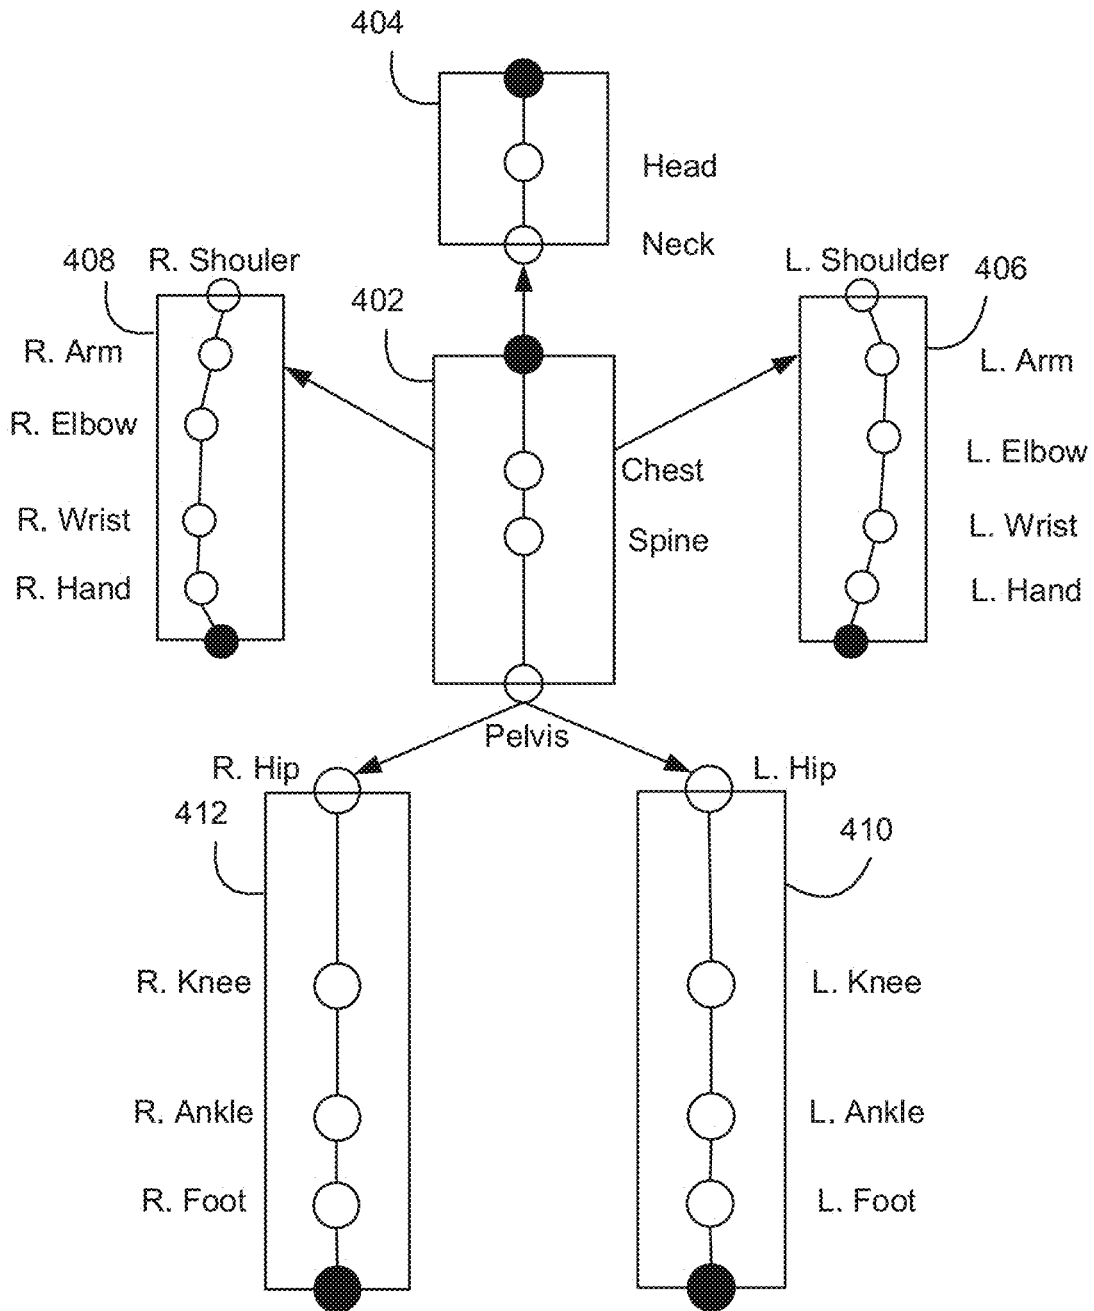 404
Head
Neck
408
R. Shouler
402
L. Shoulder
406
R. Arm
L. Arm
R. Elbow
Chest
L. Elbow
R. Wrist
Spine
L. Wrist
R. Hand
L. Hand
Pelvis
R. Hip
L. Hip
412
410
R. Knee
L. Knee
R. Ankle
L. Ankle
R. Foot
L. Foot